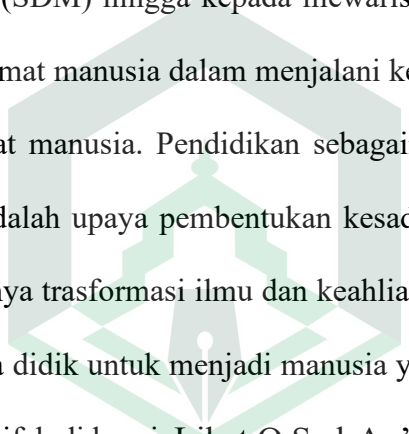 (SDM) hingga kepada mewaris
mat manusia dalam menjalani ke
at manusia. Pendidikan sebagai
dalah upaya pembentukan kesad
ya trasformasi ilmu dan keahlia
didik untuk menjadi manusia y